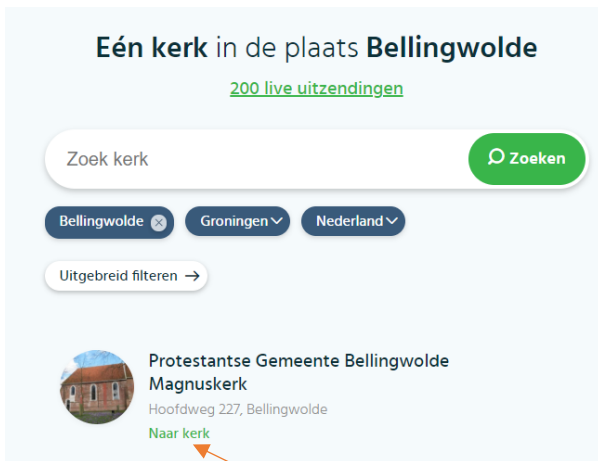 Eén kerk in de plaats Bellingwolde
200 live uitzendingen
Zoek kerk
Zoeken
Bellingwolde
Groningen
Nederland
Uitgebreid filteren →
Protestantse Gemeente Bellingwolde
Magnuskerk
Hoofdweg 227, Bellingwolde
Naar kerk